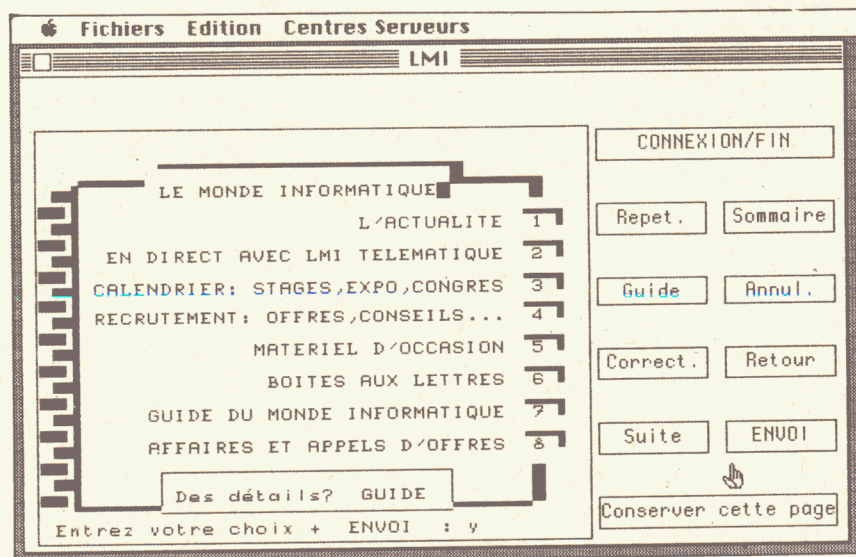 Fichiers Edition Centres Serveurs
LMI
CONNEXION/FIN
LE MONDE INFORMATIQUE
L'ACTUALITE 1
Repet. Sommaire
EN DIRECT AVEC LMI TELEMATIQUE 2
CALENDRIER: STAGES,EXPO,CONGRES 3
Guide Annul.
RECRUTEMENT: OFFRES,CONSEILS... 4
MATERIEL D'OCCASION 5
Correct. Retour
BOITES AUX LETTRES 6
GUIDE DU MONDE INFORMATIQUE 7
Suite ENVOI
AFFAIRES ET APPELS D'OFFRES 8
Des détails? GUIDE
Conserver cette page
Entrez votre choix + ENVOI : y